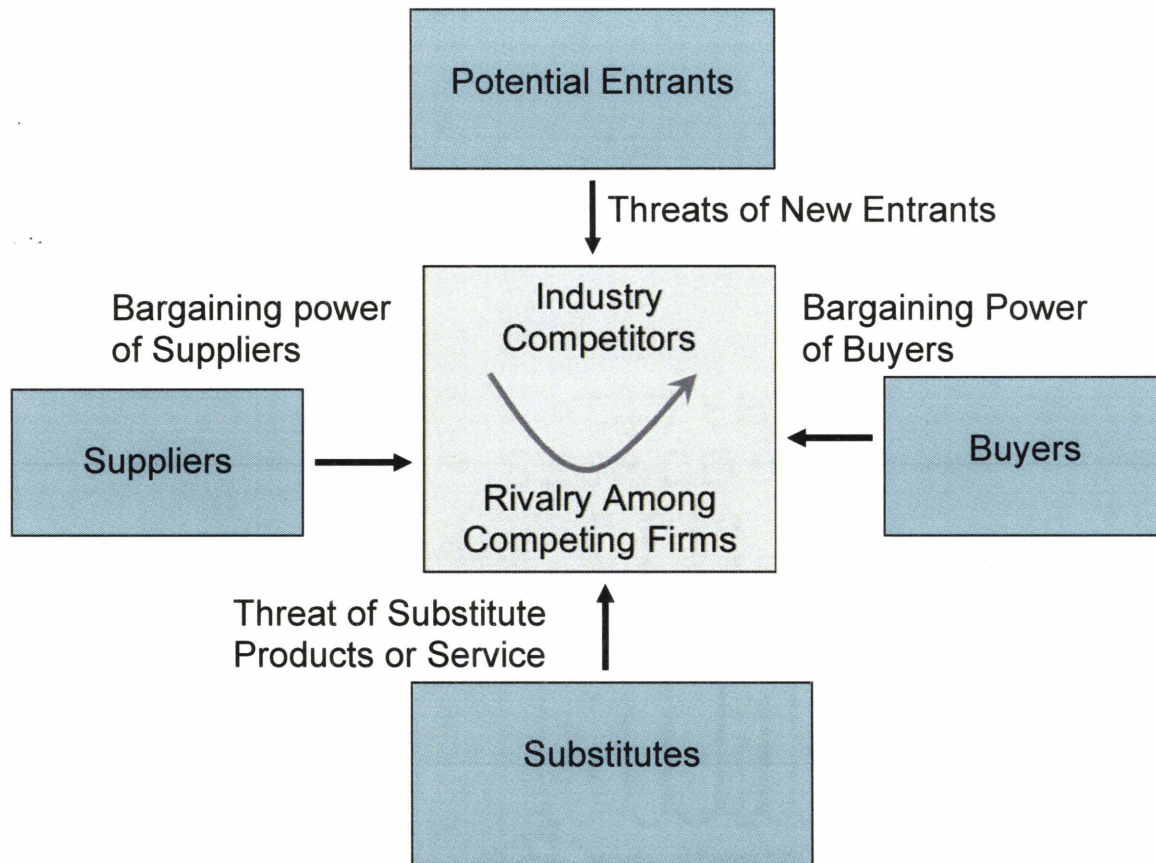 Potential Entrants
Threats of New Entrants
Industry
Competitors
Bargaining power
of Suppliers
Bargaining Power
of Buyers
Suppliers
Buyers
Rivalry Among
Competing Firms
Threat of Substitute
Products or Service
Substitutes